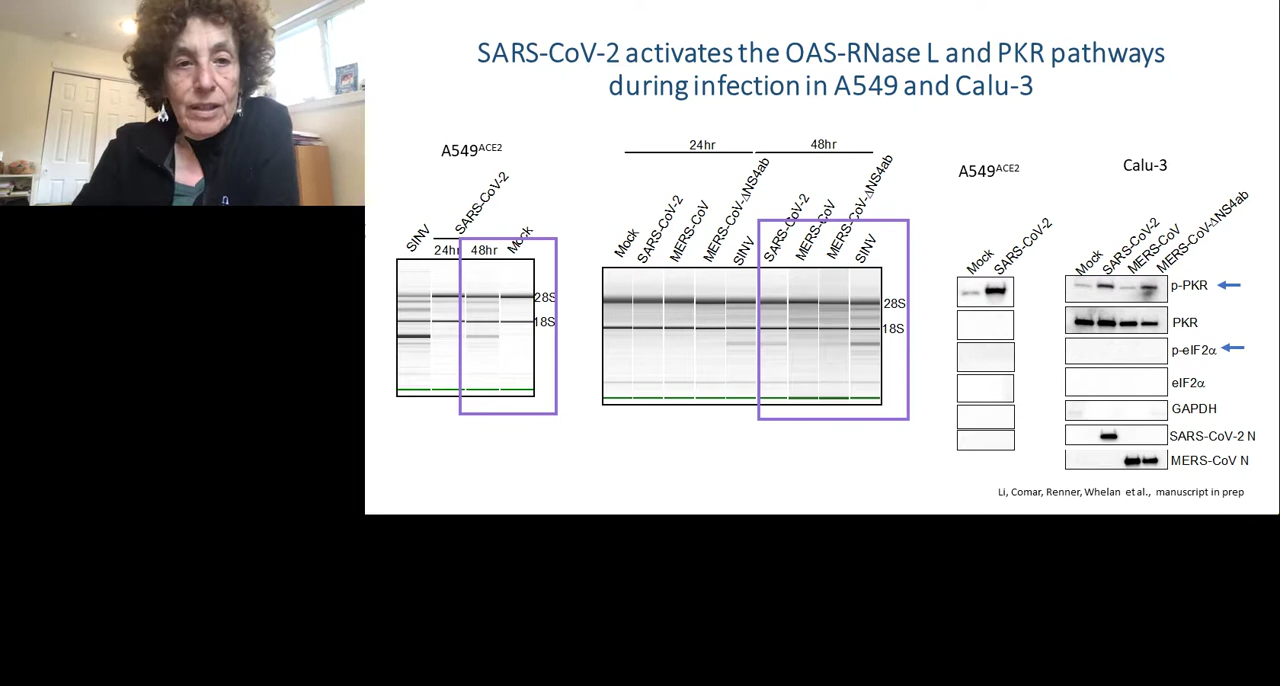 SARS-CoV-2 activates the OAS-RNase L and PKR pathways
during infection in A549 and Calu-3
A549ACE2
SINV
SARS-CoV-2
24hr
48hr
Mock
28S
18S
24hr
48hr
Mock
SARS-CoV-2
MERS-CoV
MERS-CoV-ΔNS4ab
SINV
SARS-CoV-2
MERS-CoV
MERS-CoV-ΔNS4ab
SINV
28S
18S
A549ACE2
Mock
SARS-CoV-2
Calu-3
Mock
SARS-CoV-2
MERS-CoV
MERS-CoV-ΔNS4ab
p-PKR
PKR
p-eIF2α
eIF2α
GAPDH
SARS-CoV-2 N
MERS-CoV N
Li, Comar, Renner, Whelan et al., manuscript in prep